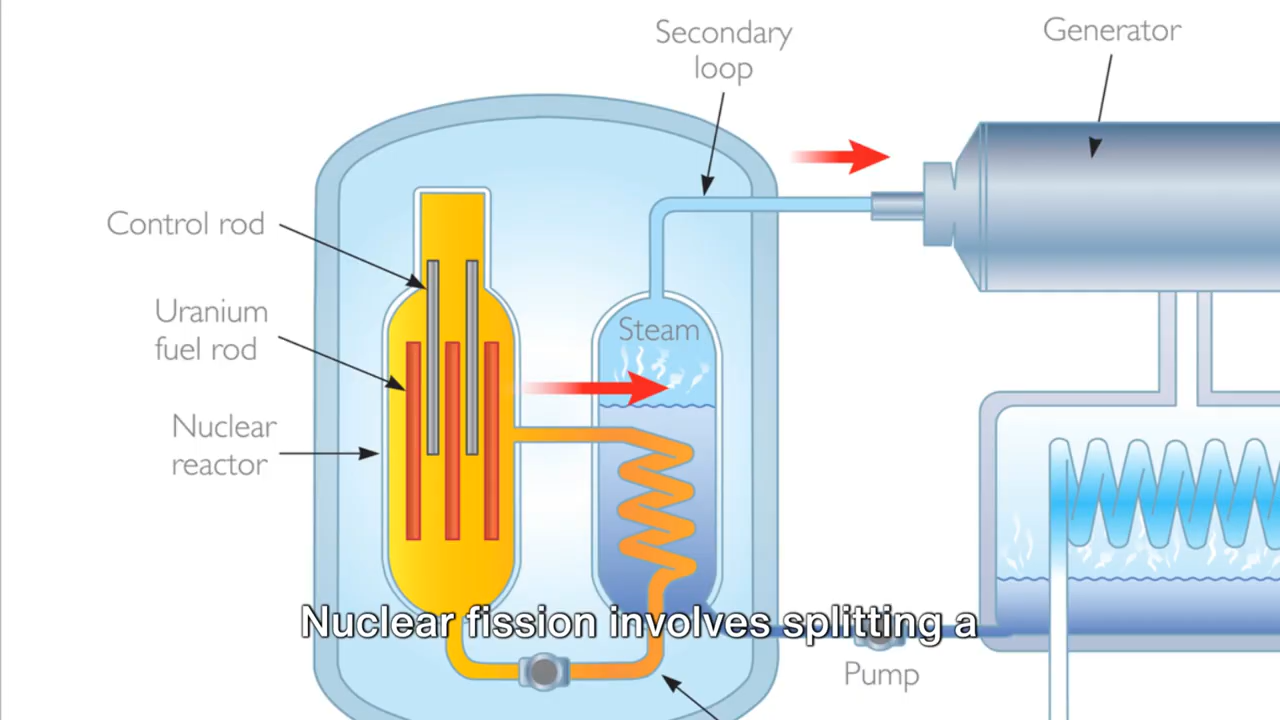 Secondary
loop
Generator
Control rod
Uranium
fuel rod
Steam
Nuclear
reactor
Nuclear fission involves splitting a
Pump